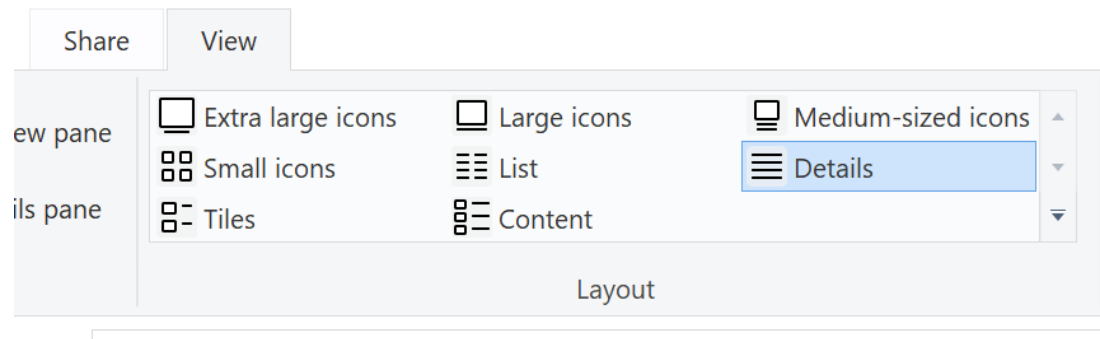 Share View
ew pane Extra large icons Large icons Medium-sized icons
Small icons List Details
ils pane Tiles Content
Layout